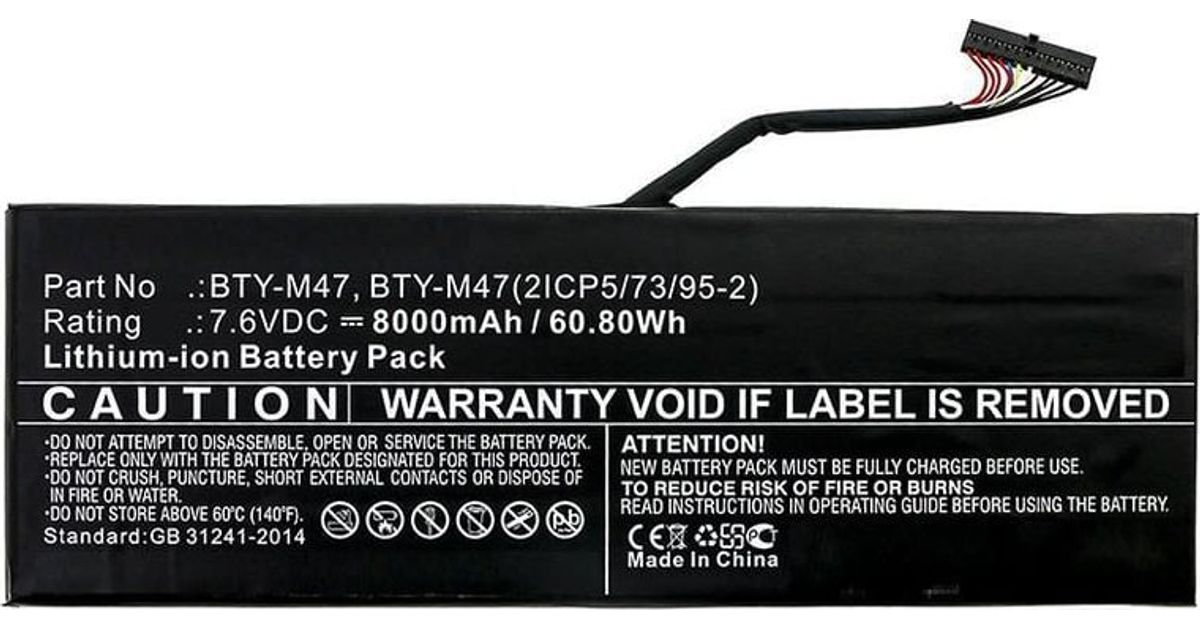 Part No .:BTY-M47, BTY-M47(2ICP5/73/95-2)
Rating .:7.6VDC ⎓ 8000mAh / 60.80Wh
Lithium-ion Battery Pack
CAUTION WARRANTY VOID IF LABEL IS REMOVED
·DO NOT ATTEMPT TO DISASSEMBLE, OPEN OR SERVICE THE BATTERY PACK.
·REPLACE ONLY WITH THE BATTERY PACK DESIGNATED FOR THIS PRODUCT.
·DO NOT CRUSH, PUNCTURE, SHORT EXTERNAL CONTACTS OR DISPOSE OF
IN FIRE OR WATER.
·DO NOT STORE ABOVE 60°C (140°F).
Standard:GB 31241-2014
Pb
ATTENTION!
NEW BATTERY PACK MUST BE FULLY CHARGED BEFORE USE.
TO REDUCE RISK OF FIRE OR BURNS
READ INSTRUCTIONS IN OPERATING GUIDE BEFORE USING THE BATTERY.
CE
Made In China